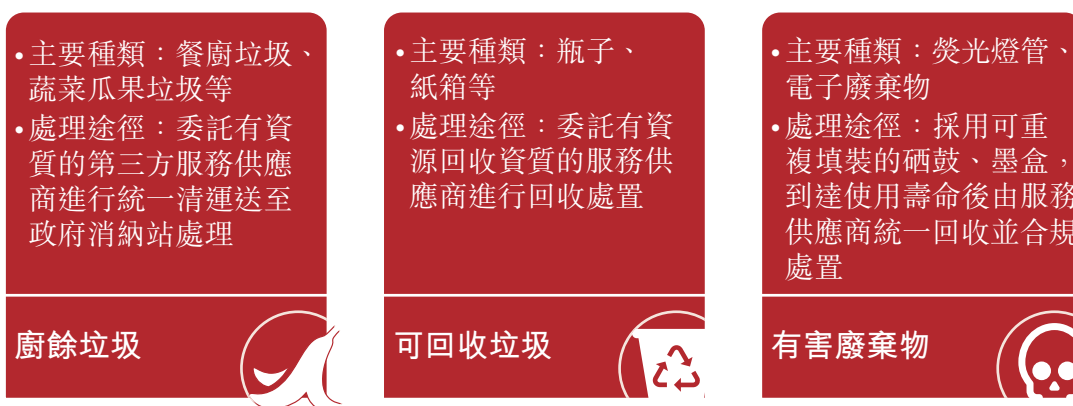 •主要種類：餐廚垃圾、
蔬菜瓜果垃圾等
•處理途徑：委託有資
質的第三方服務供應
商進行統一清運送至
政府消納站處理
廚餘垃圾
•主要種類：瓶子、
紙箱等
•處理途徑：委託有資
源回收資質的服務供
應商進行回收處置
可回收垃圾
•主要種類：熒光燈管、
電子廢棄物
•處理途徑：採用可重
複填裝的硒鼓、墨盒，
到達使用壽命後由服務
供應商統一回收並合規
處置
有害廢棄物